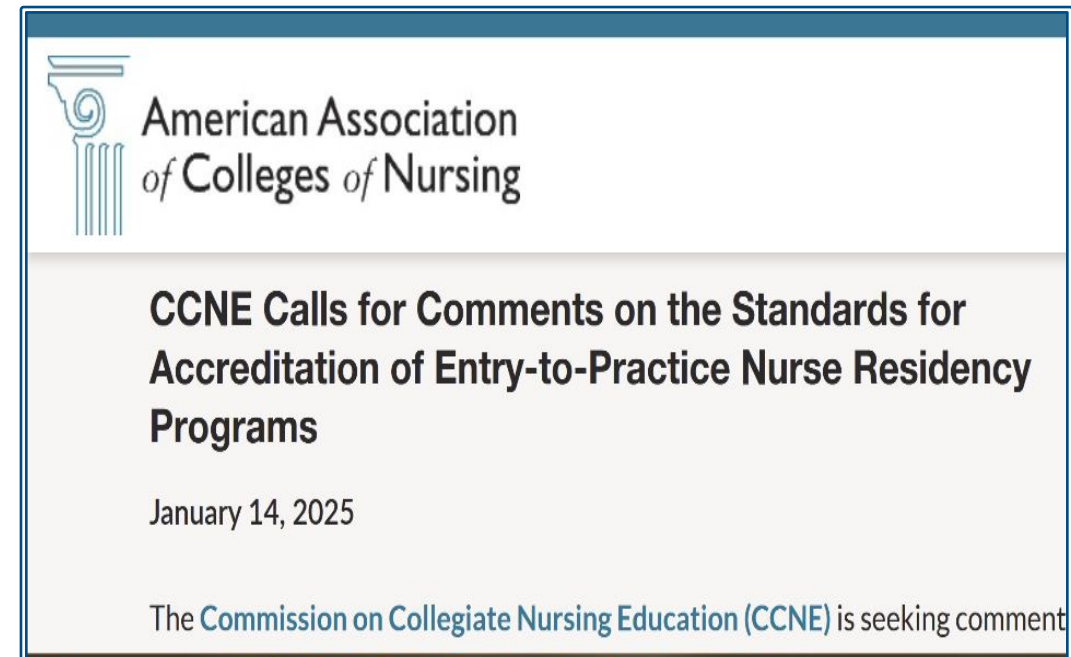 American Association
of Colleges of Nursing
CCNE Calls for Comments on the Standards for
Accreditation of Entry-to-Practice Nurse Residency
Programs
January 14, 2025
The Commission on Collegiate Nursing Education (CCNE) is seeking comment